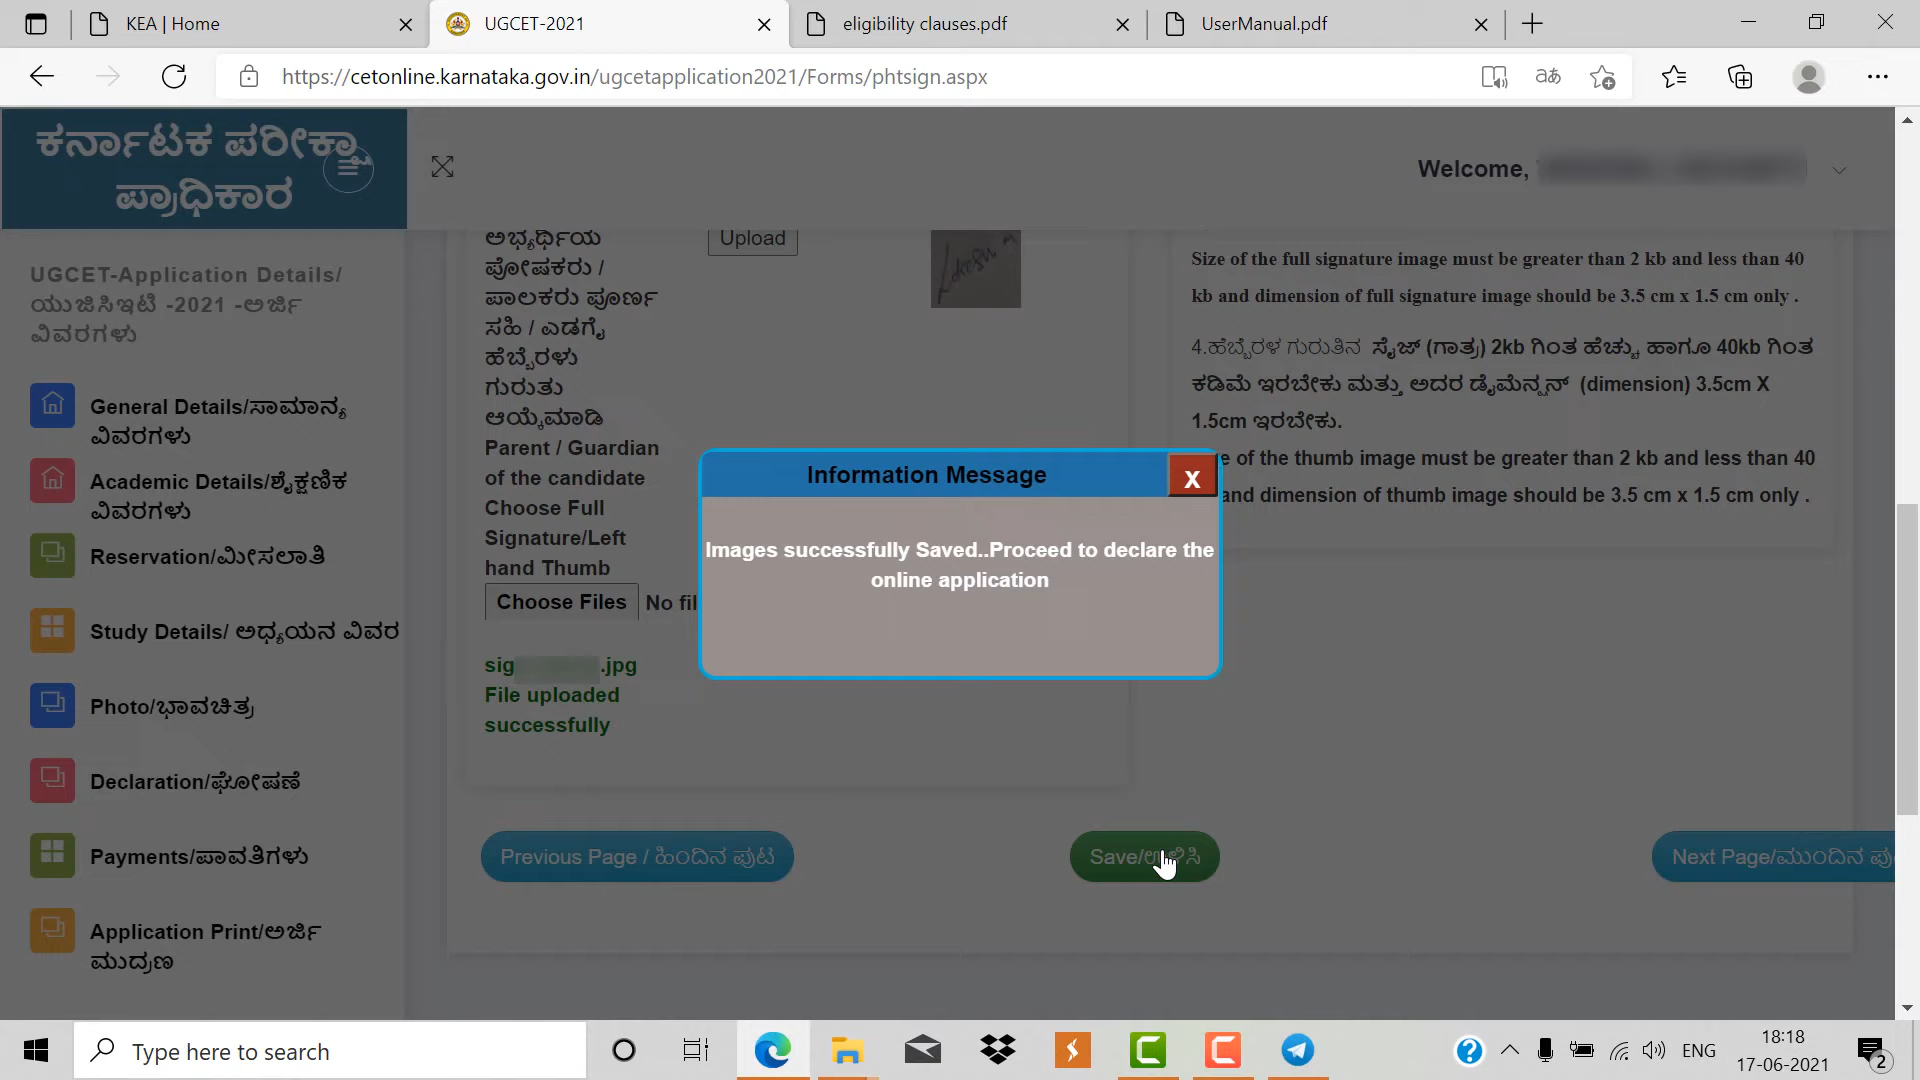 KEA | Home
UGCET-2021
eligibility clauses.pdf
UserManual.pdf
https://cetonline.karnataka.gov.in/ugcetapplication2021/Forms/phtsign.aspx
ಕರ್ನಾಟಕ ಪರೀಕ್ಷಾ
ಪ್ರಾಧಿಕಾರ
Welcome,
UGCET-Application Details/
ಯುಜಿಸಿಇಟಿ -2021 -ಅರ್ಜಿ
ವಿವರಗಳು
General Details/ಸಾಮಾನ್ಯ
ವಿವರಗಳು
Academic Details/ಶೈಕ್ಷಣಿಕ
ವಿವರಗಳು
Reservation/ಮೀಸಲಾತಿ
Study Details/ ಅಧ್ಯಯನ ವಿವರ
Photo/ಭಾವಚಿತ್ರ
Declaration/ಘೋಷಣೆ
Payments/ಪಾವತಿಗಳು
Application Print/ಅರ್ಜಿ
ಮುದ್ರಣ
ಅಭ್ಯರ್ಥಿಯ
ಪೋಷಕರು /
ಪಾಲಕರು ಪೂರ್ಣ
ಸಹಿ / ಎಡಗೈ
ಹೆಬ್ಬೆರಳು
ಗುರುತು
ಆಯ್ಕೆಮಾಡಿ
Parent / Guardian
of the candidate
Choose Full
Signature/Left
hand Thumb
Choose Files No fil
sig .jpg
File uploaded
successfully
Upload
Size of the full signature image must be greater than 2 kb and less than 40
kb and dimension of full signature image should be 3.5 cm x 1.5 cm only .
4.ಹೆಬ್ಬೆರಳ ಗುರುತಿನ ಸೈಜ್ (ಗಾತ್ರ) 2kb ಗಿಂತ ಹೆಚ್ಚು ಹಾಗೂ 40kb ಗಿಂತ
ಕಡಿಮೆ ಇರಬೇಕು ಮತ್ತು ಅದರ ಡೈಮೆನ್ಷನ್ (dimension) 3.5cm X
1.5cm ಇರಬೇಕು.
e of the thumb image must be greater than 2 kb and less than 40
and dimension of thumb image should be 3.5 cm x 1.5 cm only .
Information Message
x
Images successfully Saved..Proceed to declare the
online application
Previous Page / ಹಿಂದಿನ ಪುಟ
Save/ಉಳಿಸಿ
Next Page/ಮುಂದಿನ ಪು
Type here to search
ENG
18:18
17-06-2021
2